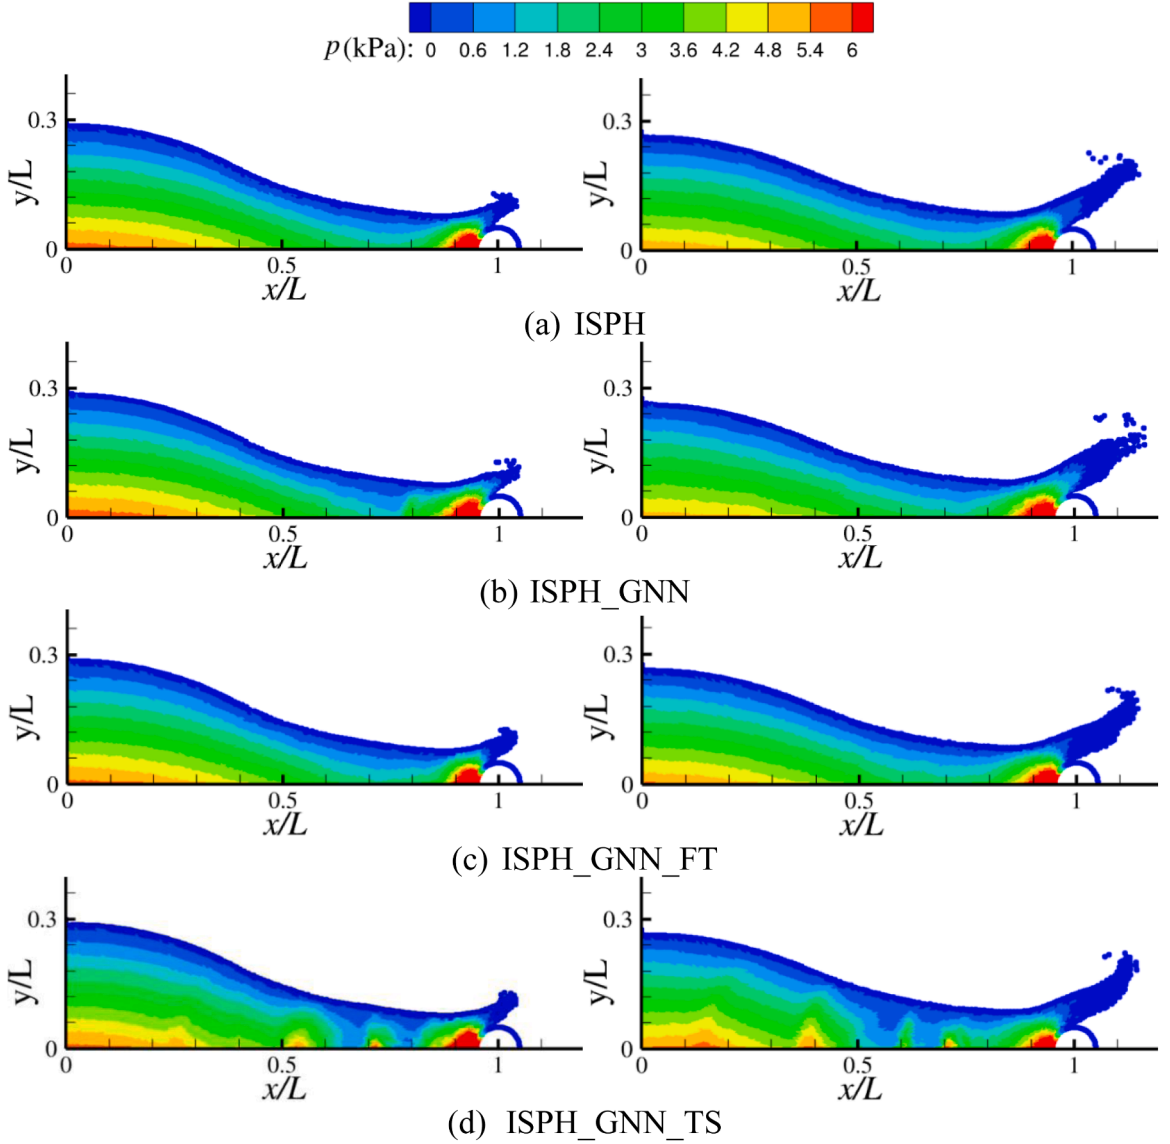 p (kPa): 0 0.6 1.2 1.8 2.4 3 3.6 4.2 4.8 5.4 6
y/L 0.3 0 y/L 0.3 0
0 0.5 1 0 0.5 1
x/L x/L
(a) ISPH
y/L 0.3 0 y/L 0.3 0
0 0.5 1 0 0.5 1
x/L x/L
(b) ISPH_GNN
y/L 0.3 0 y/L 0.3 0
0 0.5 1 0 0.5 1
x/L x/L
(c) ISPH_GNN_FT
y/L 0.3 0 y/L 0.3 0
0 0.5 1 0 0.5 1
x/L x/L
(d) ISPH_GNN_TS